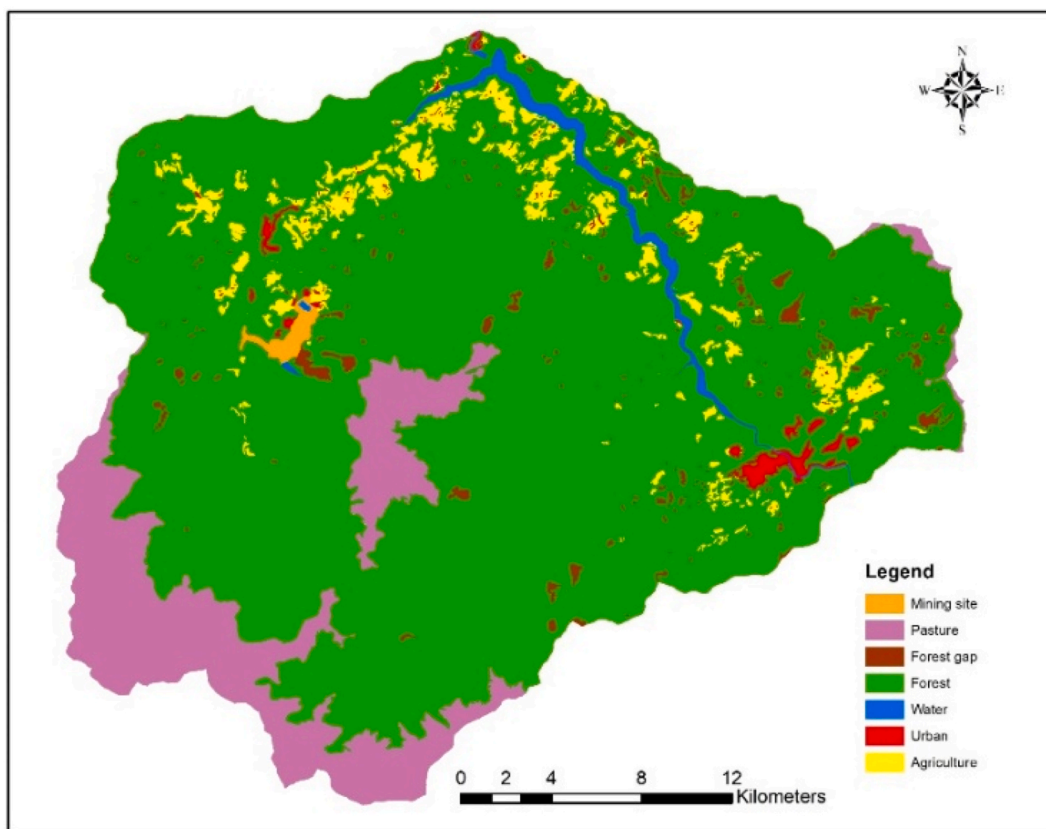 N
W
E
S
Legend
Mining site
Pasture
Forest gap
Forest
Water
Urban
Agriculture
0 2 4 8 12
Kilometers